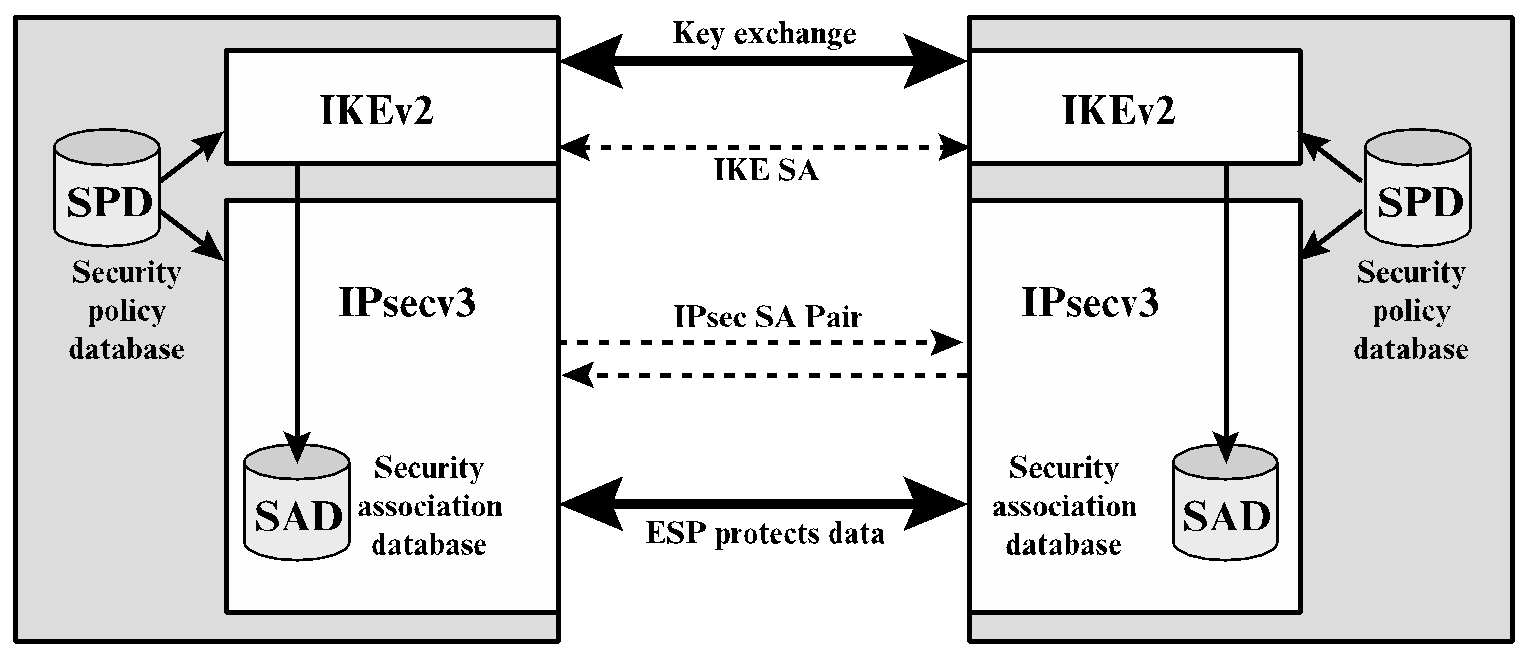 Key exchange
IKEv2
IKEv2
IKE SA
SPD
Security
policy
database
SPD
Security
policy
database
IPsecv3
IPsec SA Pair
IPsecv3
SAD
Security
association
database
ESP protects data
Security
association
database
SAD